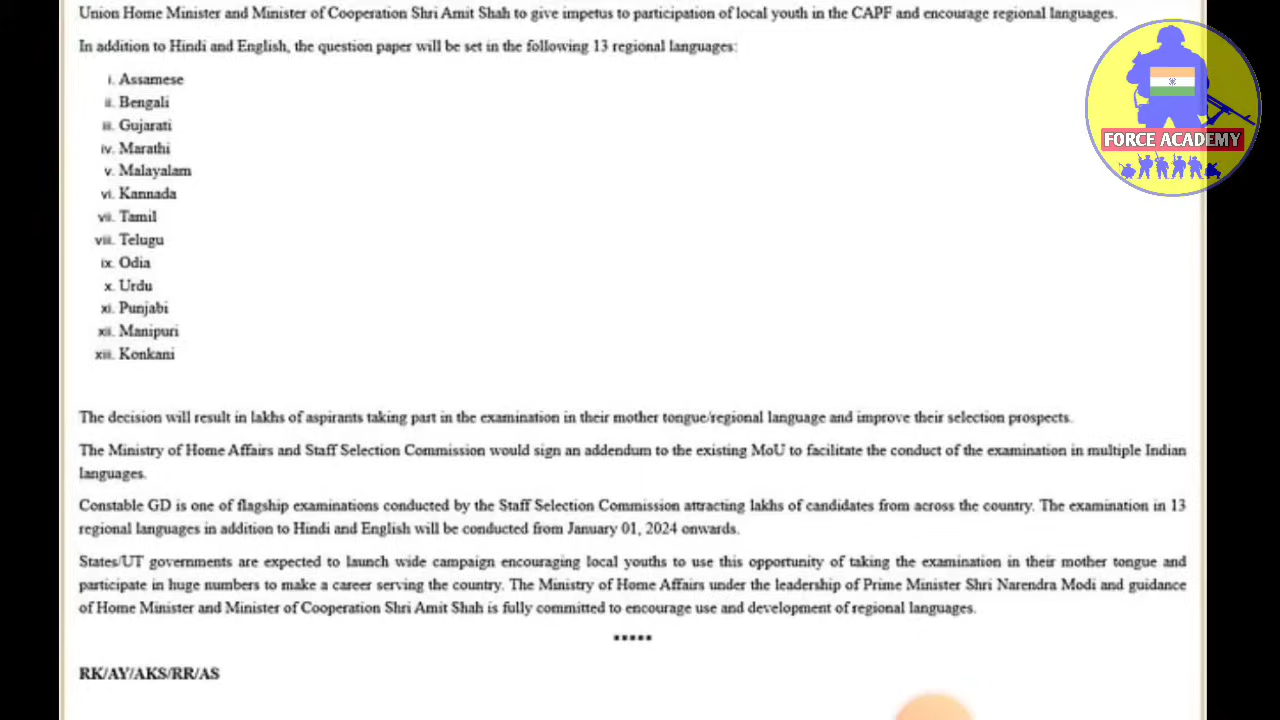 Union Home Minister and Minister of Cooperation Shri Amit Shah to give impetus to participation of local youth in the CAPF and encourage regional languages.
In addition to Hindi and English, the question paper will be set in the following 13 regional languages:
i. Assamese
ii. Bengali
iii. Gujarati
iv. Marathi
v. Malayalam
vi. Kannada
vii. Tamil
viii. Telugu
ix. Odia
x. Urdu
xi. Punjabi
xii. Manipuri
xiii. Konkani
The decision will result in lakhs of aspirants taking part in the examination in their mother tongue/regional language and improve their selection prospects.
The Ministry of Home Affairs and Staff Selection Commission would sign an addendum to the existing MoU to facilitate the conduct of the examination in multiple Indian
languages.
Constable GD is one of flagship examinations conducted by the Staff Selection Commission attracting lakhs of candidates from across the country. The examination in 13
regional languages in addition to Hindi and English will be conducted from January 01, 2024 onwards.
States/UT governments are expected to launch wide campaign encouraging local youths to use this opportunity of taking the examination in their mother tongue and
participate in huge numbers to make a career serving the country. The Ministry of Home Affairs under the leadership of Prime Minister Shri Narendra Modi and guidance
of Home Minister and Minister of Cooperation Shri Amit Shah is fully committed to encourage use and development of regional languages.
*****
RK/AY/AKS/RR/AS
FORCE ACADEMY